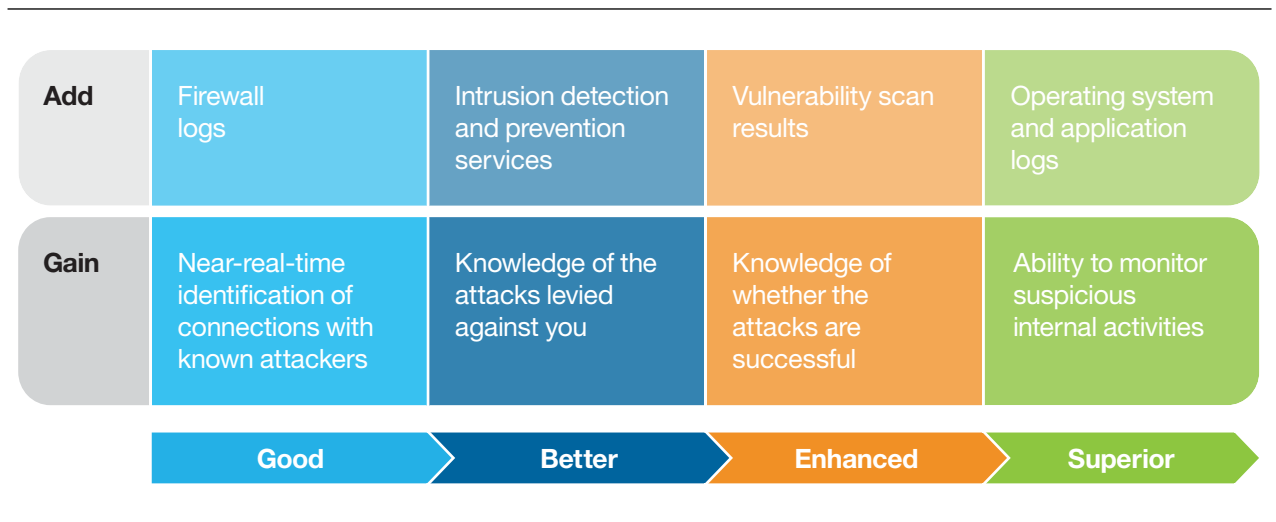 Add
Firewall
logs
Intrusion detection
and prevention
services
Vulnerability scan
results
Operating system
and application
logs
Gain
Near-real-time
identification of
connections with
known attackers
Knowledge of the
attacks levied
against you
Knowledge of
whether the
attacks are
successful
Ability to monitor
suspicious
internal activities
Good
Better
Enhanced
Superior